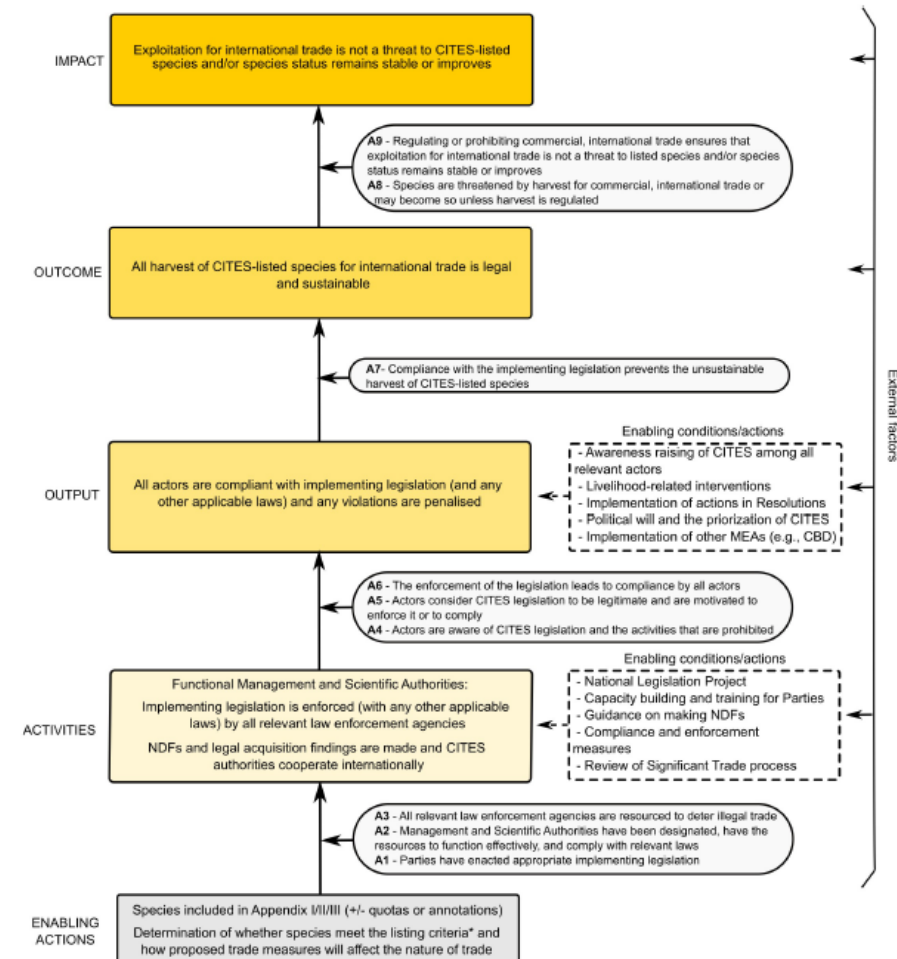 IMPACT
Exploitation for international trade is not a threat to CITES-listed
species and/or species status remains stable or improves
A9 - Regulating or prohibiting commercial, international trade ensures that
exploitation for international trade is not a threat to listed species and/or species
status remains stable or improves
A8 - Species are threatened by harvest for commercial, international trade or
may become so unless harvest is regulated
OUTCOME
All harvest of CITES-listed species for international trade is legal
and sustainable
A7- Compliance with the implementing legislation prevents the unsustainable
harvest of CITES-listed species
External factors
OUTPUT
All actors are compliant with implementing legislation (and any
other applicable laws) and any violations are penalised
Enabling conditions/actions
- Awareness raising of CITES among all
relevant actors
- Livelihood-related interventions
- Implementation of actions in Resolutions
- Political will and the priorization of CITES
- Implementation of other MEAs (e.g., CBD)
A6 - The enforcement of the legislation leads to compliance by all actors
A5 - Actors consider CITES legislation to be legitimate and are motivated to
enforce it or to comply
A4 - Actors are aware of CITES legislation and the activities that are prohibited
ACTIVITIES
Functional Management and Scientific Authorities:
Implementing legislation is enforced (with any other applicable
laws) by all relevant law enforcement agencies
NDFs and legal acquisition findings are made and CITES
authorities cooperate internationally
Enabling conditions/actions
- National Legislation Project
- Capacity building and training for Parties
- Guidance on making NDFs
- Compliance and enforcement
measures
- Review of Significant Trade process
A3 - All relevant law enforcement agencies are resourced to deter illegal trade
A2 - Management and Scientific Authorities have been designated, have the
resources to function effectively, and comply with relevant laws
A1 - Parties have enacted appropriate implementing legislation
ENABLING
ACTIONS
Species included in Appendix I/II/III (+/- quotas or annotations)
Determination of whether species meet the listing criteria* and
how proposed trade measures will affect the nature of trade